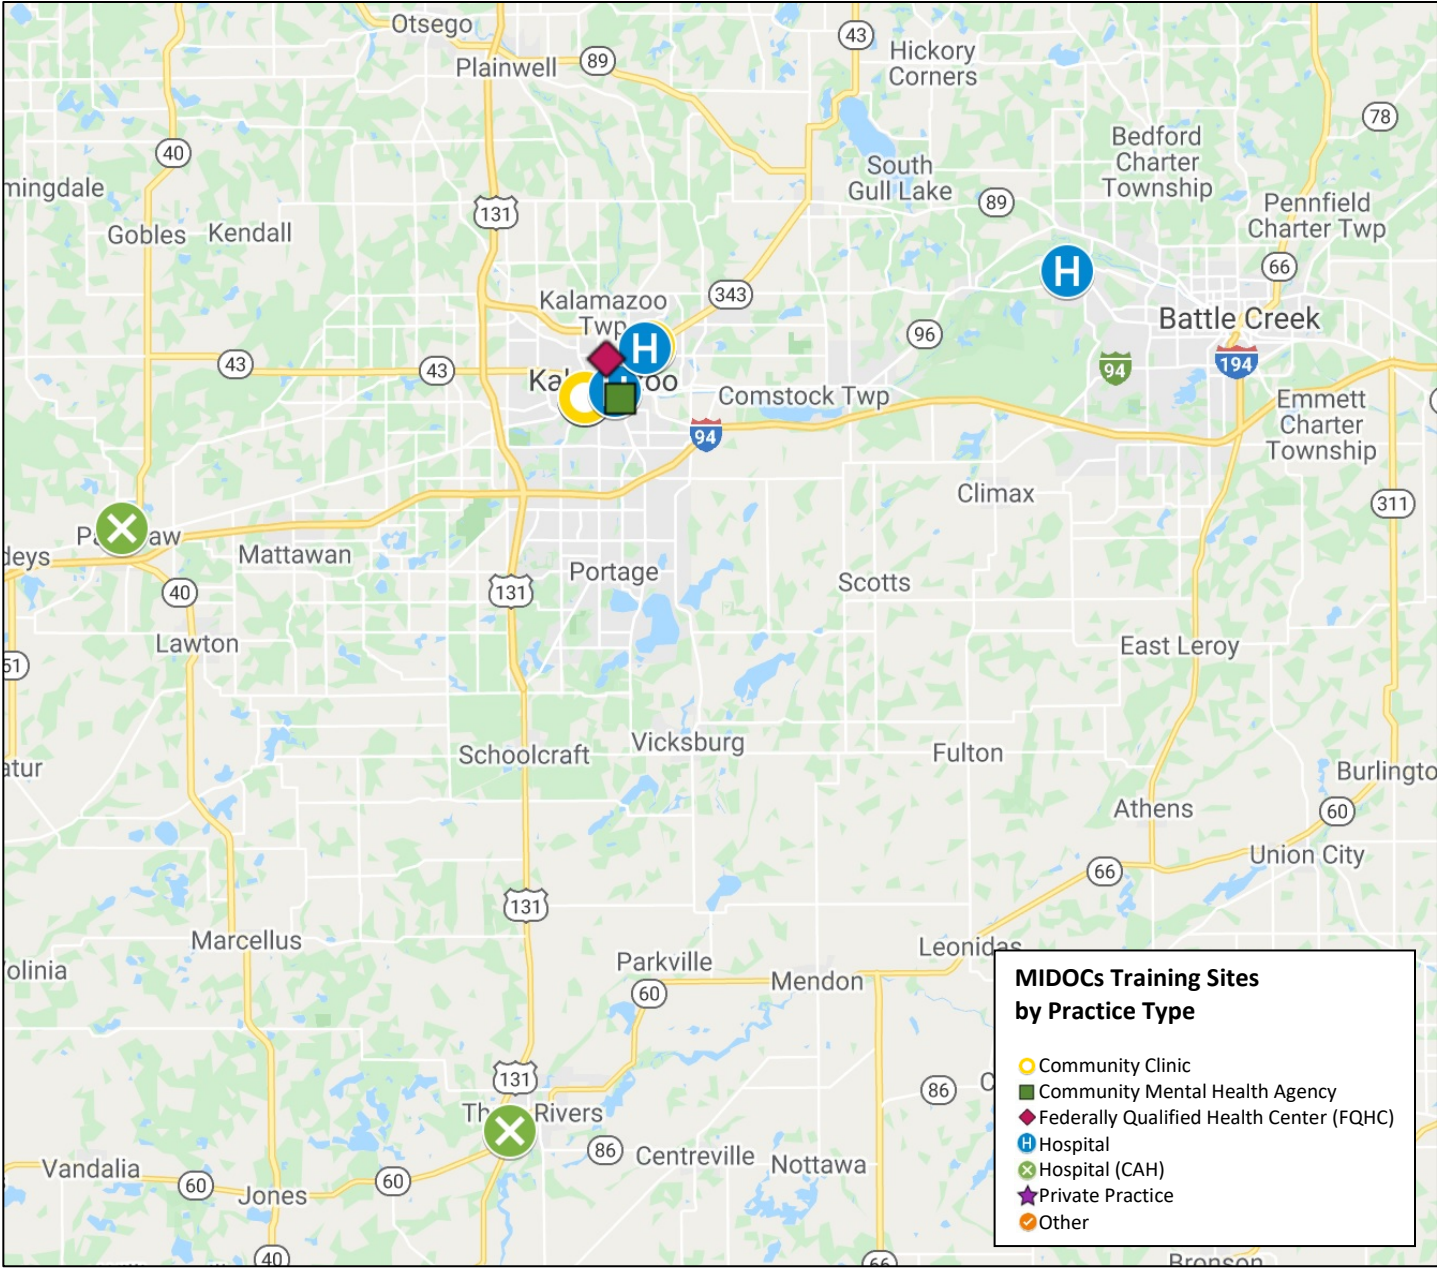 Otsego
43
Hickory
Corners
Plainwell
89
78
40
Bedford
Charter
Township
South
Gull Lake
mingdale
89
131
Pennfield
Charter Twp
Gobles
Kendall
66
H
343
Kalamazoo
Twp
Battle Creek
96
H
43
43
94
194
Comstock Twp
Emmett
Charter
Township
94
Climax
311
deys
Mattawan
Portage
Scotts
40
131
Lawton
East Leroy
51
Vicksburg
Schoolcraft
Fulton
atur
Burlingto
Athens
60
Union City
66
131
Marcellus
Leonidas
Parkville
olinia
Mendon
60
MIDOCs Training Sites
by Practice Type
Community Clinic
Community Mental Health Agency
Federally Qualified Health Center (FQHC)
H Hospital
Hospital (CAH)
Private Practice
Other
131
86
Rivers
86
Centreville
Nottawa
Vandalia
60
60
Jones
40
66
Bronson